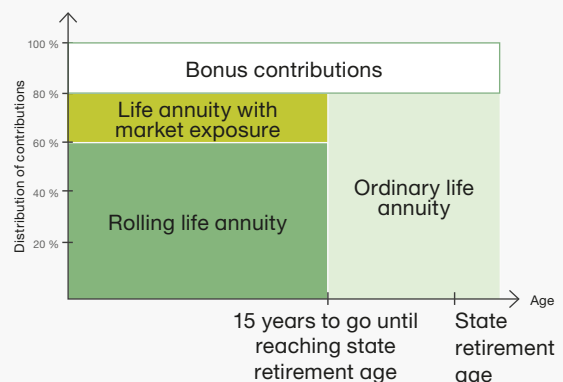 100 %
80 %
60 %
40 %
20 %
Distribution of contributions
Bonus contributions
Life annuity with
market exposure
Rolling life annuity
Ordinary life
annuity
Age
15 years to go until
reaching state
retirement age
State
retirement
age